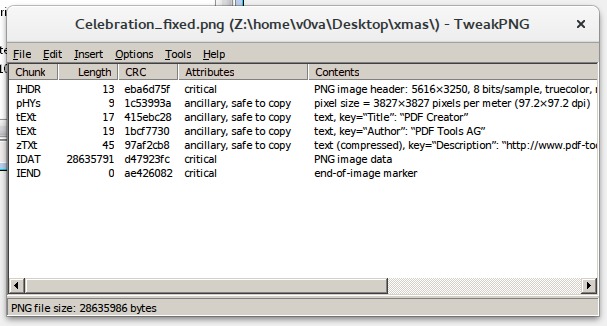 Celebration_fixed.png (Z:\home\v0va\Desktop\xmas\) - TweakPNG
File Edit Insert Options Tools Help
Chunk Length CRC Attributes Contents
IHDR 13 eba6d75f critical PNG image header: 5616×3250, 8 bits/sample, truecolor,
pHYs 9 1c53993a ancillary, safe to copy pixel size = 3827×3827 pixels per meter (97.2×97.2 dpi)
tEXt 17 415ebc28 ancillary, safe to copy text, key="Title": "PDF Creator"
tEXt 19 1bcf7730 ancillary, safe to copy text, key="Author": "PDF Tools AG"
zTXt 45 97af2cb8 ancillary, safe to copy text (compressed), key="Description": "http://www.pdf-too
IDAT 28635791 d47923fc critical PNG image data
IEND 0 ae426082 critical end-of-image marker
PNG file size: 28635986 bytes